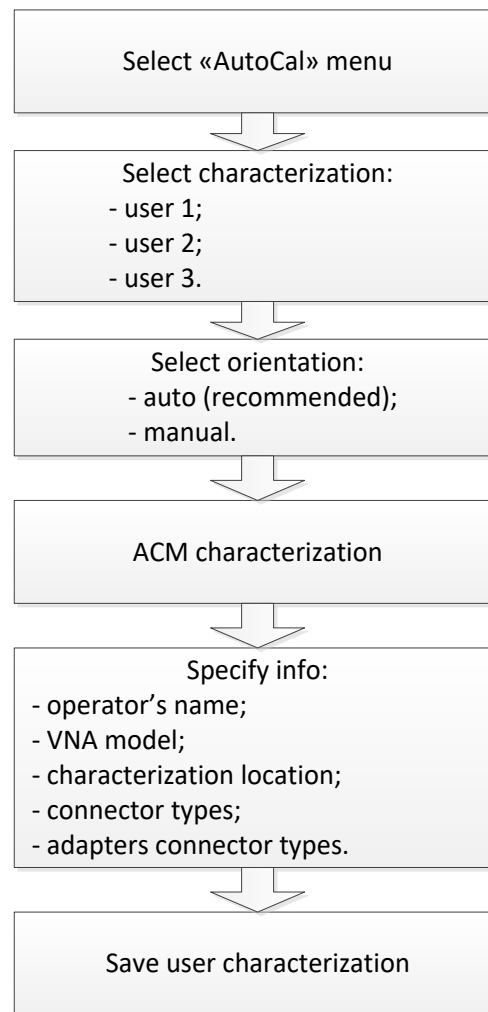 Select «AutoCal» menu
Select characterization:
- user 1;
- user 2;
- user 3.
Select orientation:
- auto (recommended);
- manual.
ACM characterization
Specify info:
- operator’s name;
- VNA model;
- characterization location;
- connector types;
- adapters connector types.
Save user characterization